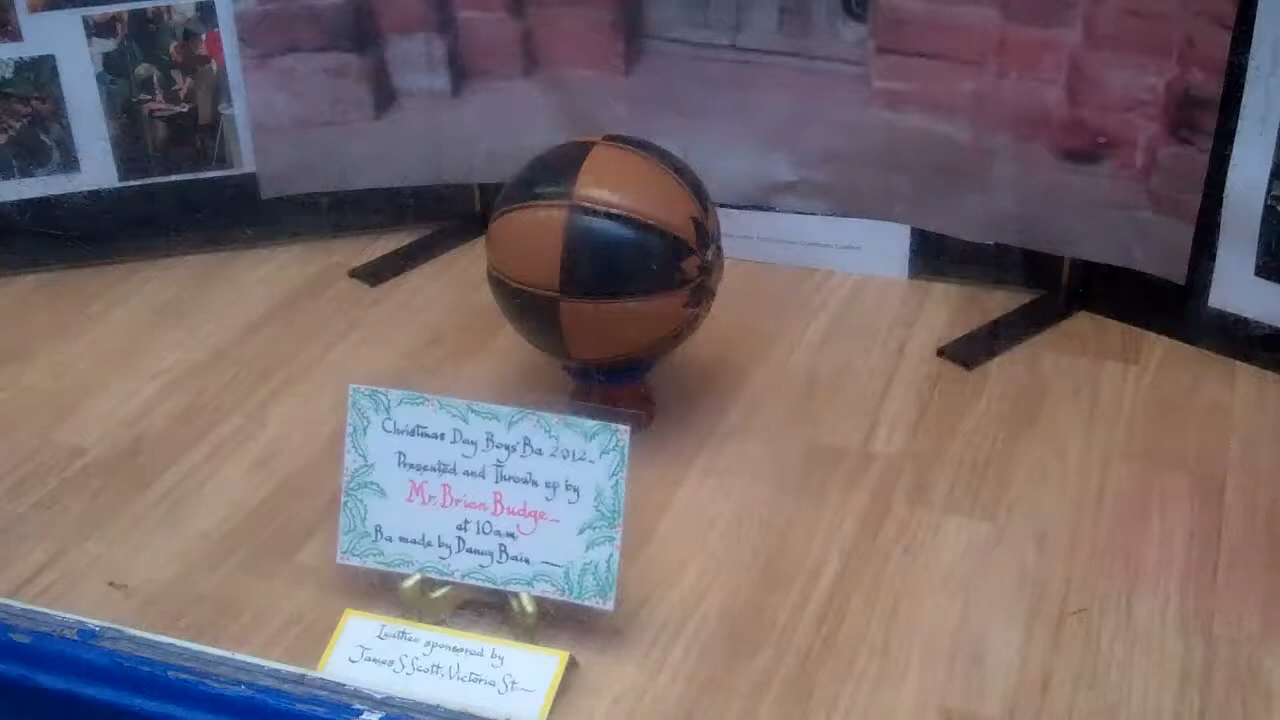 Christmas Day Boys' Ba 2012
Presented and Thrown up by
Mr. Brian Budge
at 10am
Ba made by Dancy Bain
Leather sponsored by
James S. Scott, Victoria St.